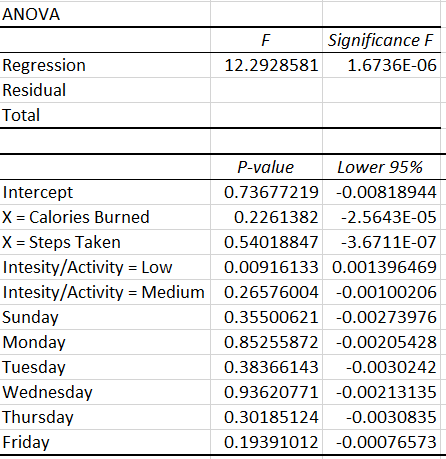 ANOVA
F Significance F
Regression 12.2928581 1.6736E-06
Residual
Total
P-value Lower 95%
Intercept 0.73677219 -0.00818944
X = Calories Burned 0.2261382 -2.5643E-05
X = Steps Taken 0.54018847 -3.6711E-07
Intesity/Activity = Low 0.00916133 0.001396469
Intesity/Activity = Medium 0.26576004 -0.00100206
Sunday 0.35500621 -0.00273976
Monday 0.85255872 -0.00205428
Tuesday 0.38366143 -0.0030242
Wednesday 0.93620771 -0.00213135
Thursday 0.30185124 -0.0030835
Friday 0.19391012 -0.00076573